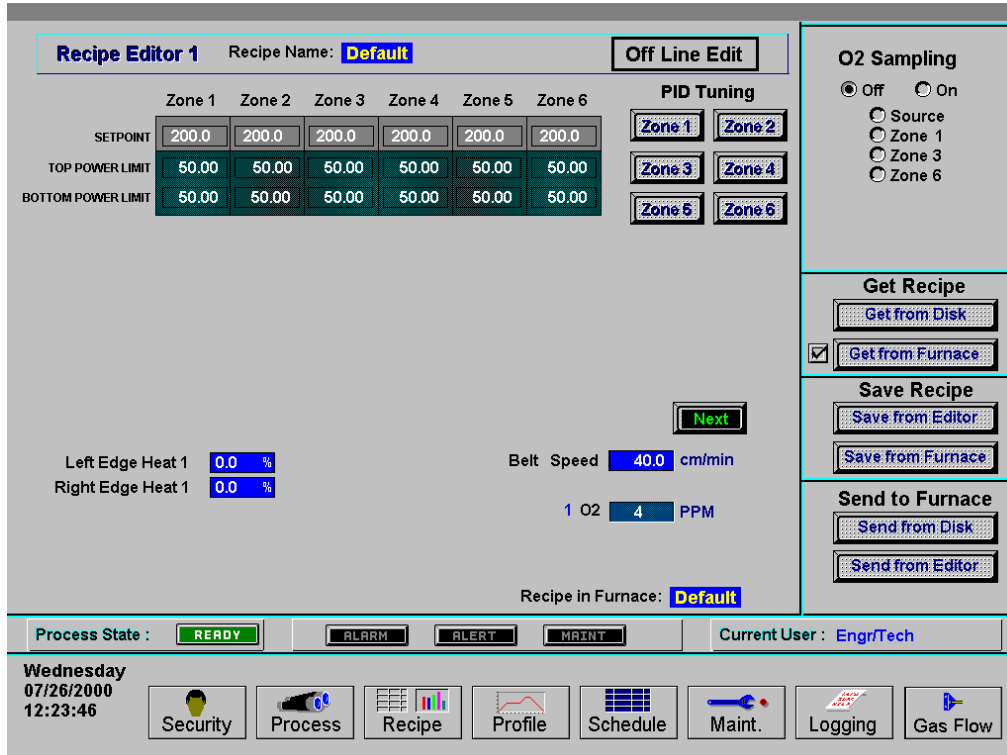 Recipe Editor 1 Recipe Name: Default Off Line Edit
Zone 1 Zone 2 Zone 3 Zone 4 Zone 5 Zone 6
SETPOINT 200.0 200.0 200.0 200.0 200.0 200.0
TOP POWER LIMIT 50.00 50.00 50.00 50.00 50.00 50.00
BOTTOM POWER LIMIT 50.00 50.00 50.00 50.00 50.00 50.00
PID Tuning
Zone 1 Zone 2
Zone 3 Zone 4
Zone 5 Zone 6
Next
Left Edge Heat 1 0.0 %
Right Edge Heat 1 0.0 %
Belt Speed 40.0 cm/min
1 O2 4 PPM
Recipe in Furnace: Default
O2 Sampling
Off On
Source
Zone 1
Zone 3
Zone 6
Get Recipe
Get from Disk
Get from Furnace
Save Recipe
Save from Editor
Save from Furnace
Send to Furnace
Send from Disk
Send from Editor
Process State : READY ALARM ALERT MAINT Current User : Engr/Tech
Wednesday
07/26/2000
12:23:46
Security Process Recipe Profile Schedule Maint. Logging Gas Flow